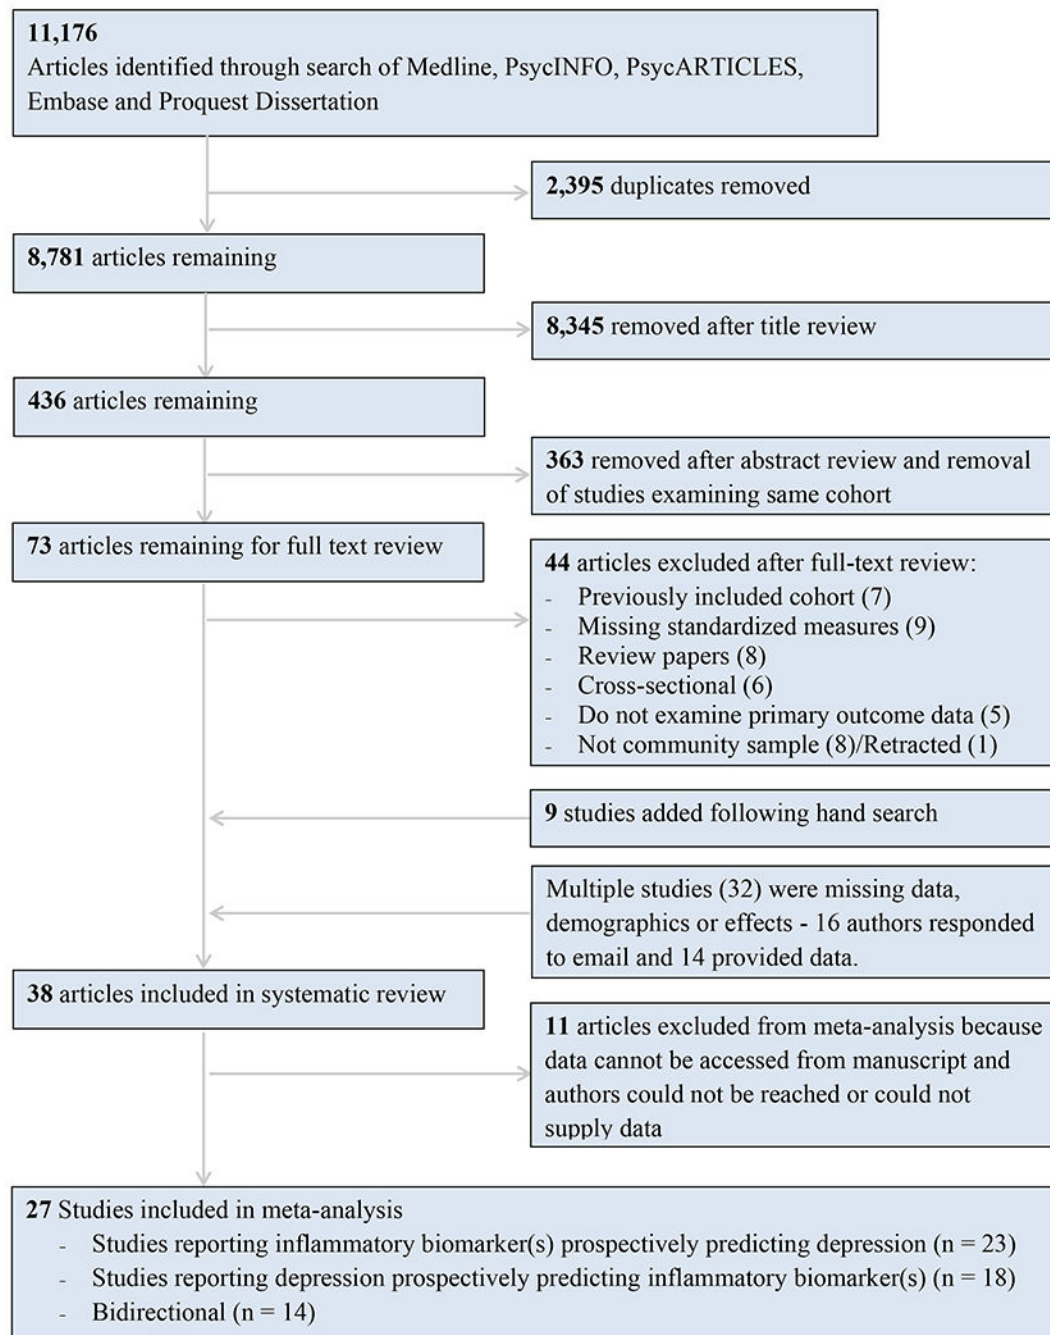 11,176
Articles identified through search of Medline, PsycINFO, PsycARTICLES,
Embase and Proquest Dissertation
2,395 duplicates removed
8,781 articles remaining
8,345 removed after title review
436 articles remaining
363 removed after abstract review and removal
of studies examining same cohort
73 articles remaining for full text review
44 articles excluded after full-text review:
- Previously included cohort (7)
- Missing standardized measures (9)
- Review papers (8)
- Cross-sectional (6)
- Do not examine primary outcome data (5)
- Not community sample (8)/Retracted (1)
9 studies added following hand search
Multiple studies (32) were missing data,
demographics or effects - 16 authors responded
to email and 14 provided data.
38 articles included in systematic review
11 articles excluded from meta-analysis because
data cannot be accessed from manuscript and
authors could not be reached or could not
supply data
27 Studies included in meta-analysis
- Studies reporting inflammatory biomarker(s) prospectively predicting depression (n = 23)
- Studies reporting depression prospectively predicting inflammatory biomarker(s) (n = 18)
- Bidirectional (n = 14)